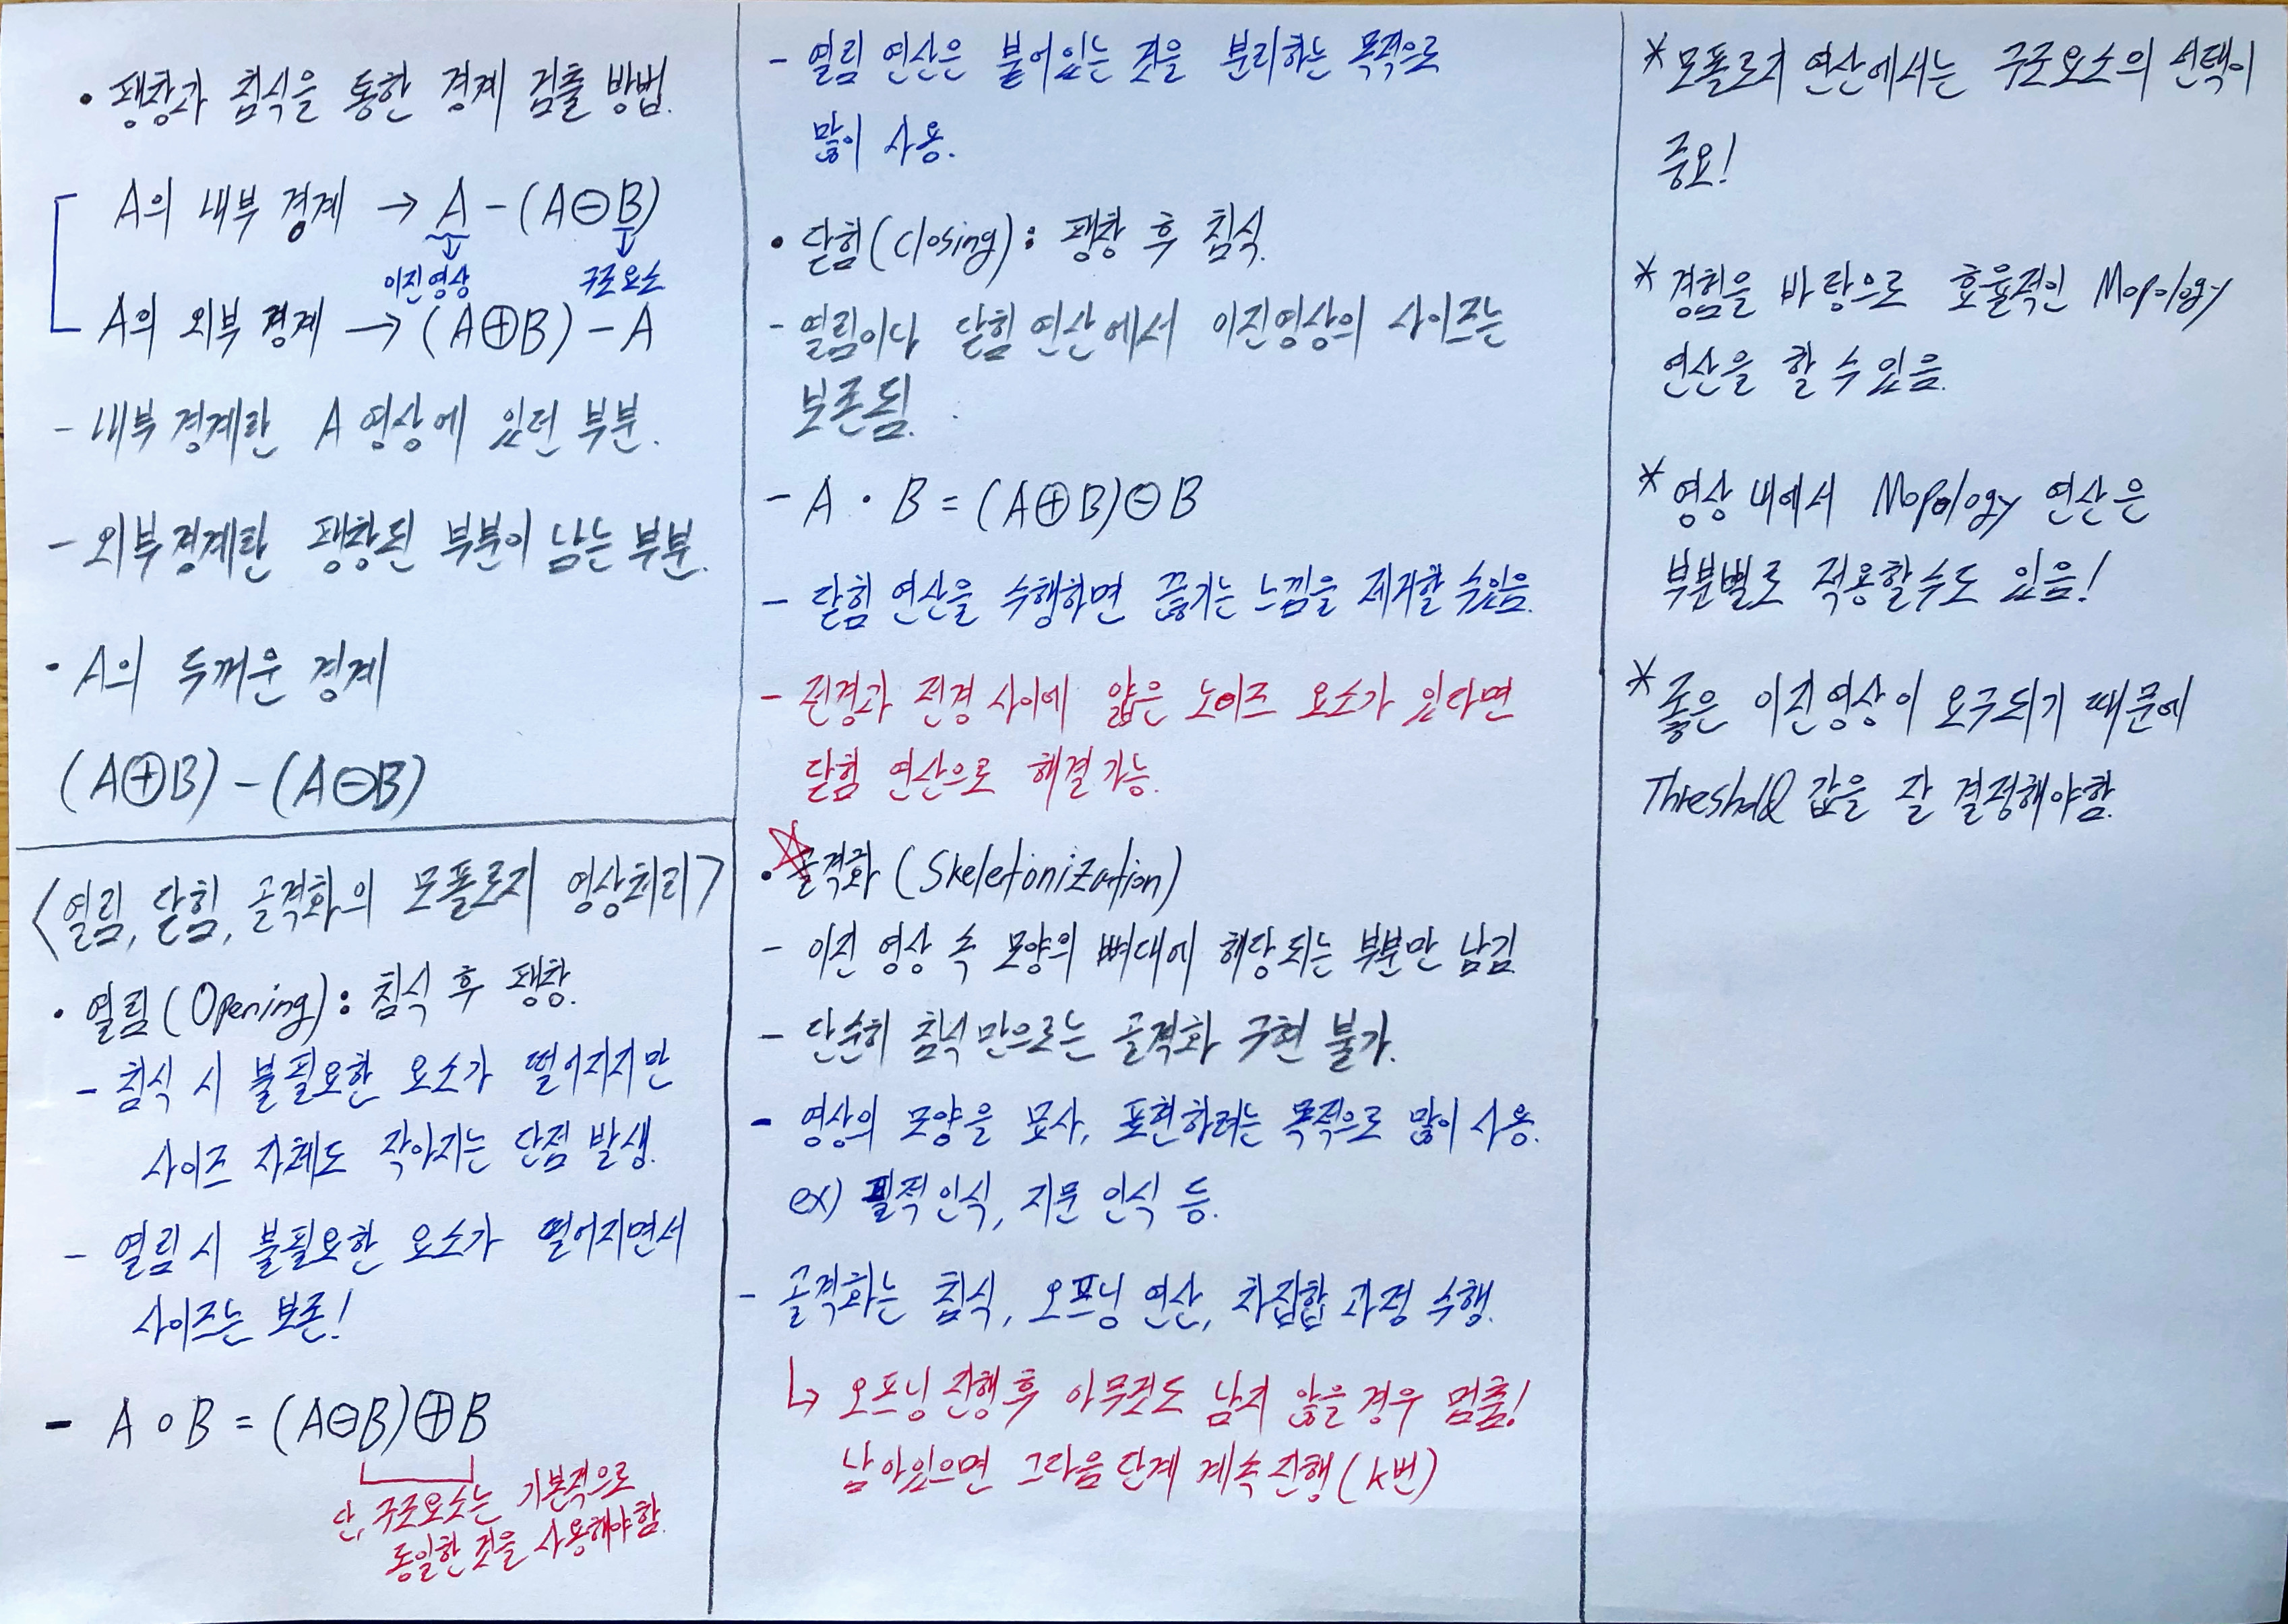 • 팽창과 침식을 통한 경계 검출 방법.
A의 내부 경계 → A - (A⊖B)
이진영상 구조요소
A의 외부 경계 → (A⊕B) - A
- 내부 경계란 A 영상에 있던 부분.
- 외부경계란 팽창된 부분이 남는 부분.
• A의 두꺼운 경계
(A⊕B) - (A⊖B)
<열림, 닫힘, 골격화의 모폴로지 영상처리>
• 열림(Opening): 침식 후 팽창.
- 침식 시 불필요한 요소가 떨어지지만
사이즈 자체도 작아지는 단점 발생.
- 열림 시 불필요한 요소가 떨어지면서
사이즈는 보존!
- A∘B = (A⊖B)⊕B
단, 구조요소는 기본적으로
동일한 것을 사용해야함.
- 열림 연산은 붙어있는 것을 분리하는 목적으로
많이 사용.
• 닫힘(Closing): 팽창 후 침식.
- 열림이나 닫힘 연산에서 이진영상의 사이즈는
보존됨.
- A • B = (A⊕B)⊖B
- 닫힘 연산을 수행하면 끊기는 느낌을 제거할 수있음.
- 전경과 전경 사이에 얇은 노이즈 요소가 있다면
닫힘 연산으로 해결 가능.
• ☆골격화 (Skeletonization)
- 이진 영상 속 모양의 뼈대에 해당되는 부분만 남김
- 단순히 침식만으로는 골격화 구현 불가.
- 영상의 모양을 묘사, 표현하려는 목적으로 많이 사용.
ex) 필적인식, 지문 인식 등.
- 골격화는 침식, 오프닝 연산, 차집합 과정 수행.
↳ 오프닝 진행 후 아무것도 남지 않을 경우 멈춤!
남아있으면 그다음 단계 계속 진행(k번)
* 모폴로지 연산에서는 구조요소의 선택이
중요!
* 경험을 바탕으로 효율적인 Mopology
연산을 할 수 있음.
* 영상 내에서 Mopology 연산은
부분별로 적용할수도 있음!
* 좋은 이진영상이 요구되기 때문에
Threshold 값을 잘 결정해야함.